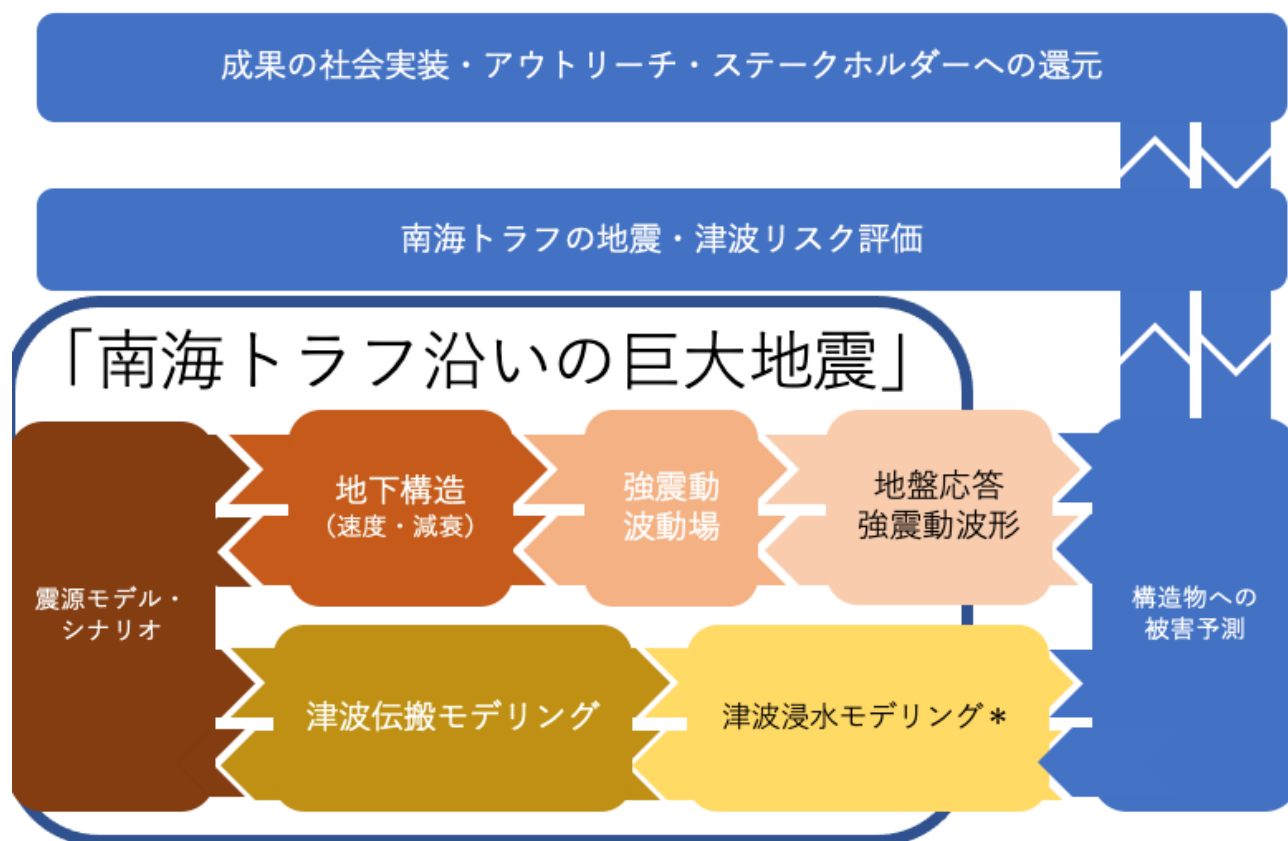 成果の社会実装・アウトリーチ・ステークホルダーへの還元
南海トラフの地震・津波リスク評価
「南海トラフ沿いの巨大地震」
震源モデル・
シナリオ
地下構造
（速度・減衰）
強震動
波動場
地盤応答
強震動波形
構造物への
被害予測
津波伝搬モデリング
津波浸水モデリング＊